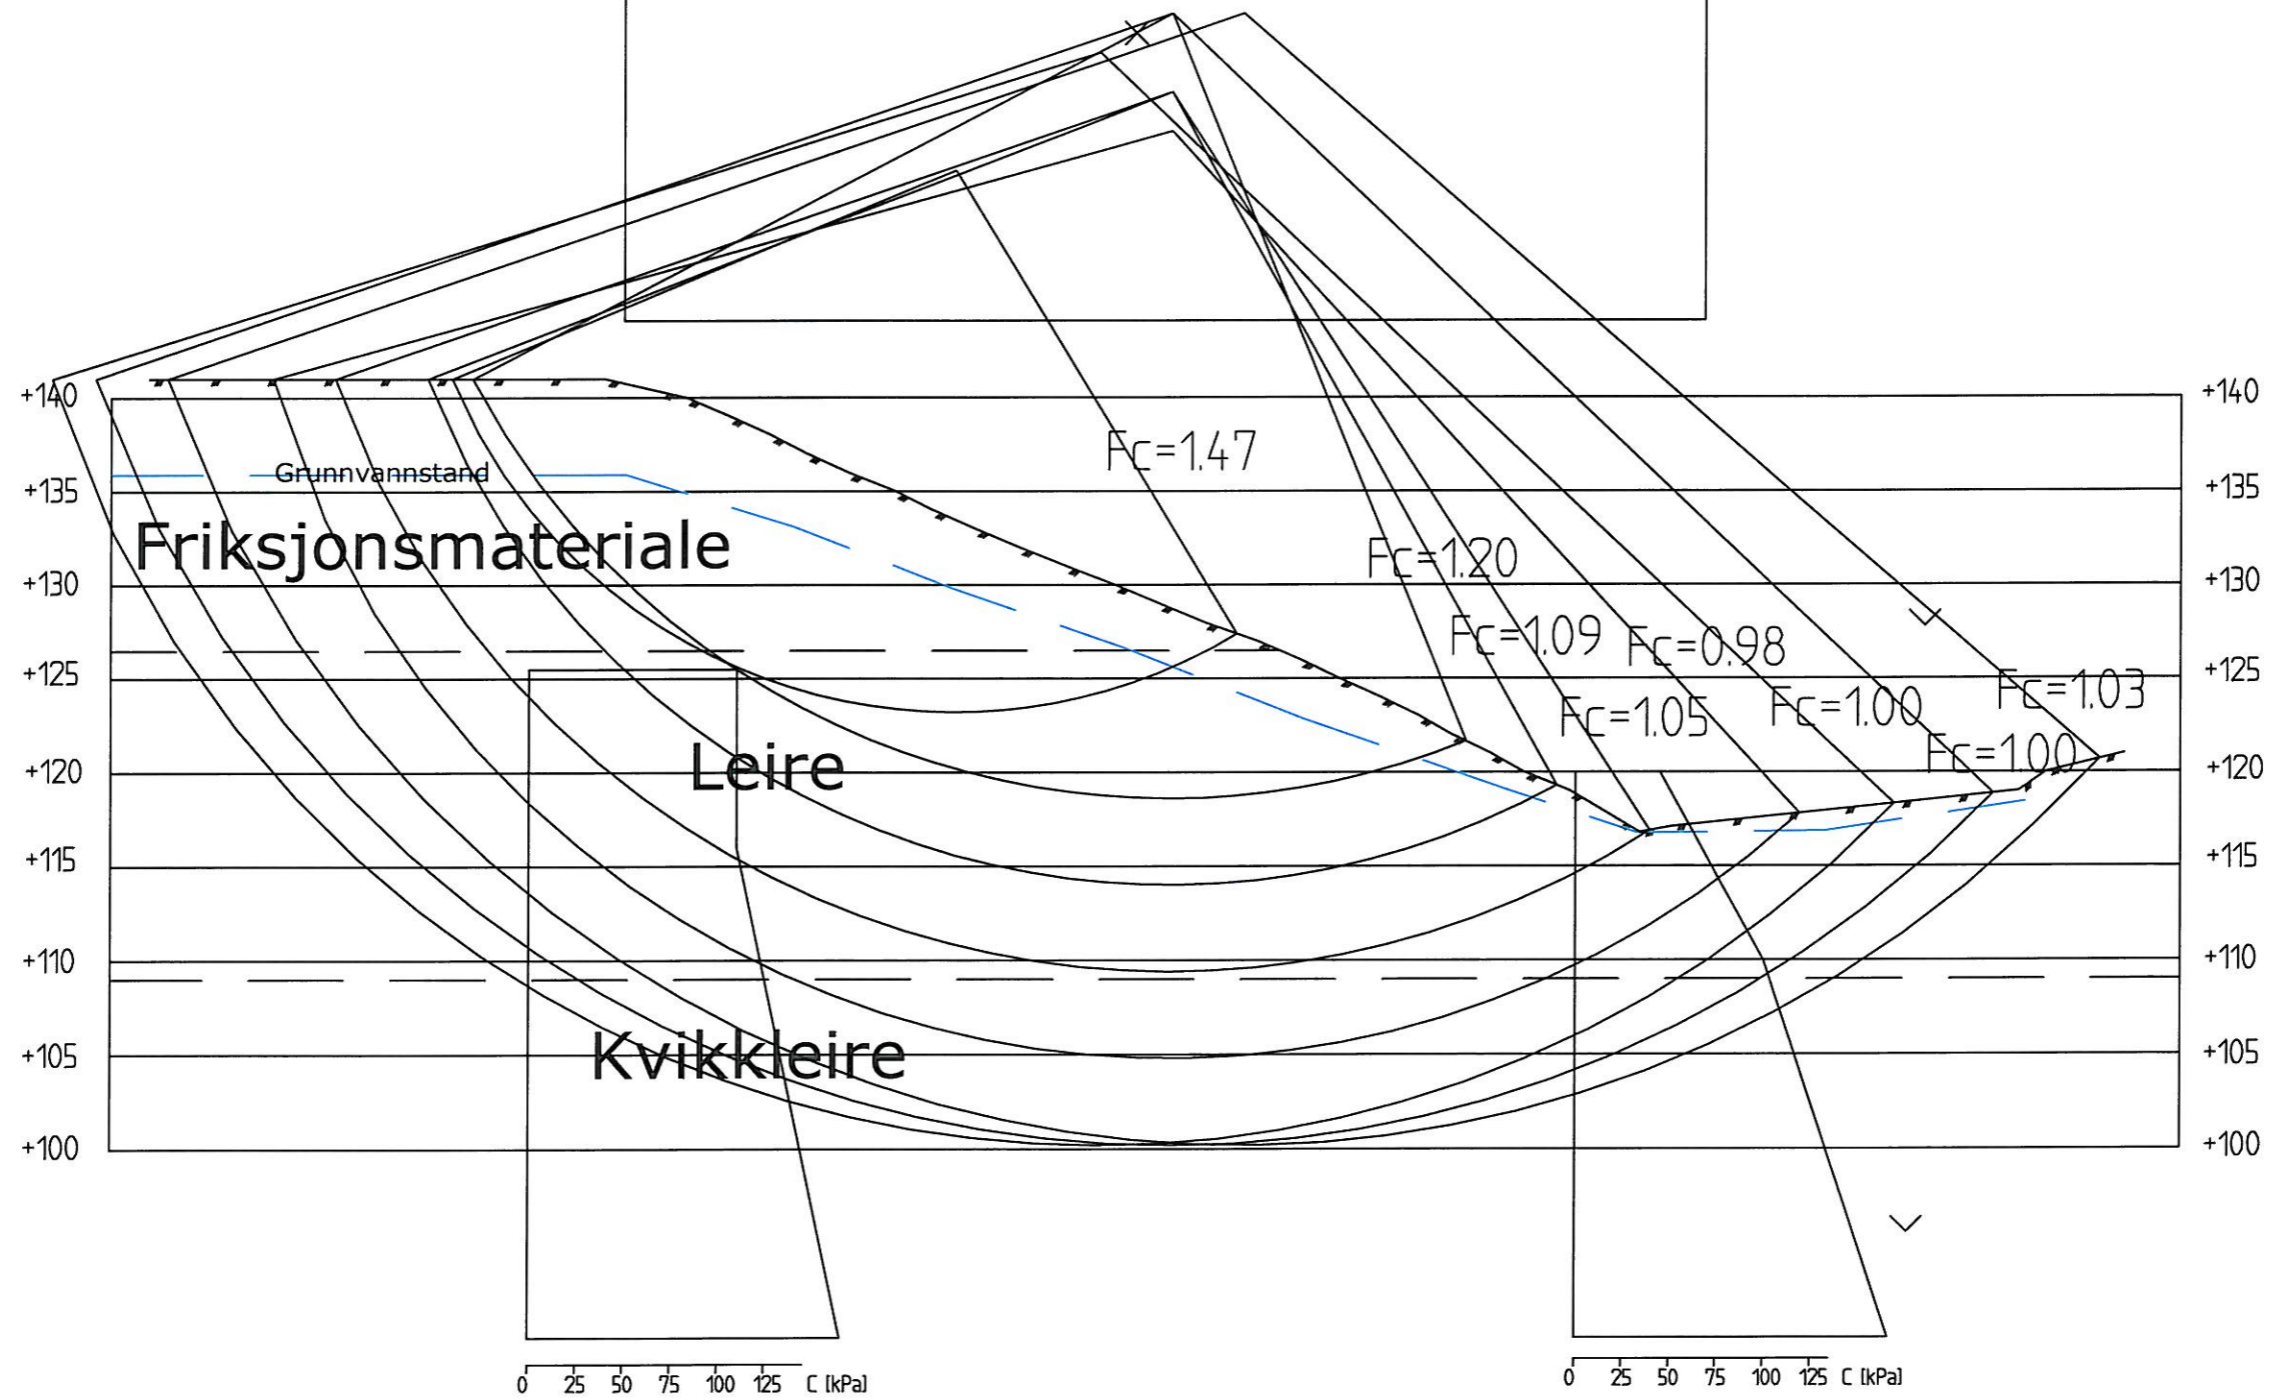 Fc=1.47
+140 +140
Grunnvannstand
+135 +135
Friksjonsmateriale
Fc=1.20
+130 +130
Fc=1.09 Fc=0.98
+125 +125
Fc=1.03
Fc=1.05 Fc=1.00
Fc=1.00
Leire
+120 +120
+115 +115
+110 +110
Kvikkleire
+105 +105
+100 +100
0 25 50 75 100 125 C [kPa]
0 25 50 75 100 125 C [kPa]